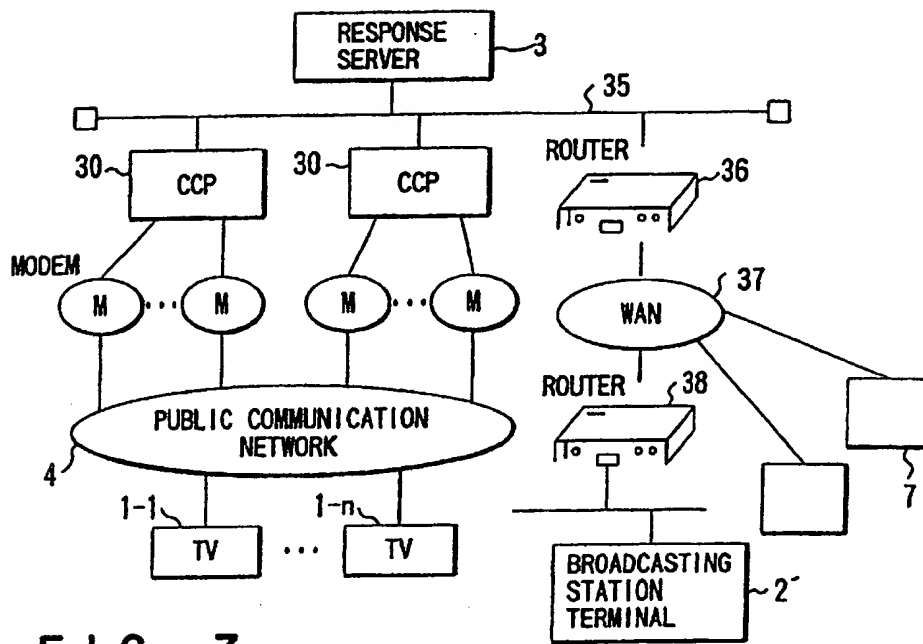 RESPONSE
SERVER
3
35
30
CCP
30
CCP
ROUTER
36
MODEM
M ... M
M ... M
WAN
37
ROUTER
38
PUBLIC COMMUNICATION
NETWORK
4
7
1-1
TV
...
1-n
TV
BROADCASTING
STATION
TERMINAL
2